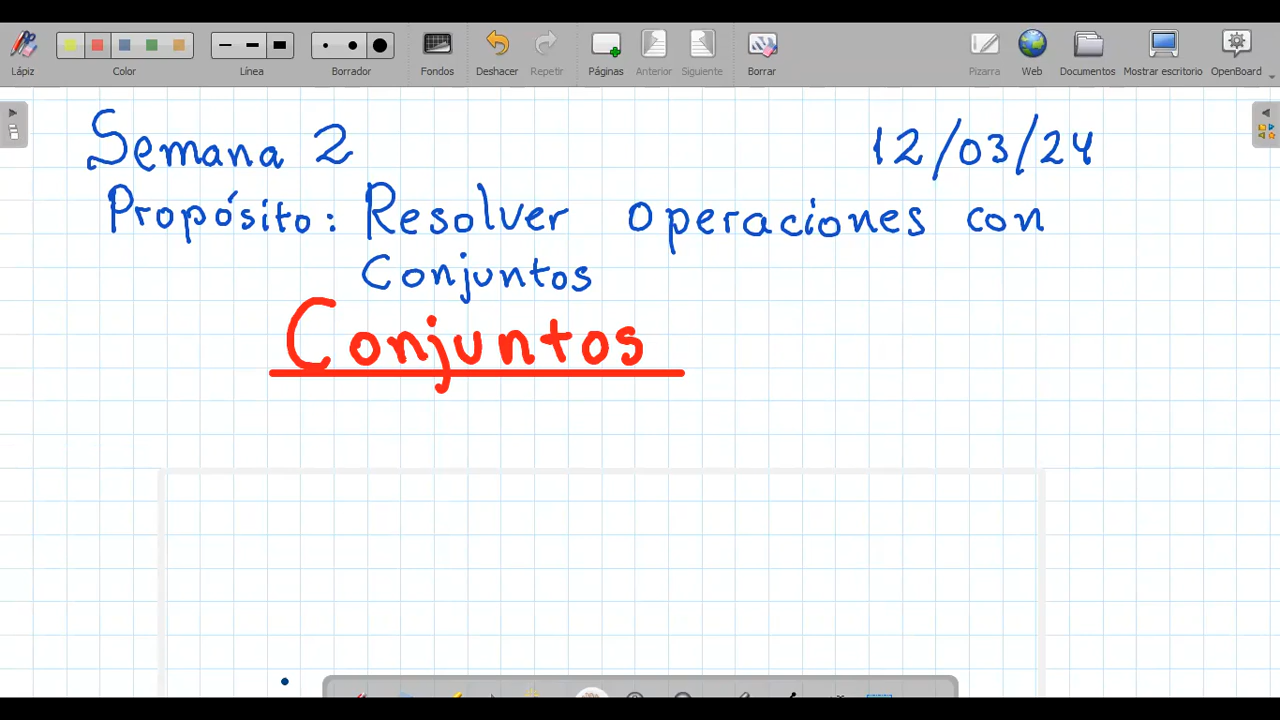 Lápiz Color Línea Borrador Fondos Deshacer Repetir Páginas Anterior Siguiente Borrar Pizarra Web Documentos Mostrar escritorio OpenBoard
Semana 2 12/03/24
Propósito: Resolver operaciones con
Conjuntos
Conjuntos